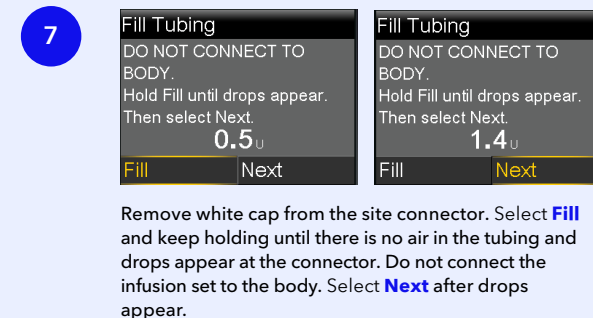 7
Fill Tubing
DO NOT CONNECT TO
BODY.
Hold Fill until drops appear.
Then select Next.
0.5 U
Fill Next
Fill Tubing
DO NOT CONNECT TO
BODY.
Hold Fill until drops appear.
Then select Next.
1.4 U
Fill Next
Remove white cap from the site connector. Select Fill
and keep holding until there is no air in the tubing and
drops appear at the connector. Do not connect the
infusion set to the body. Select Next after drops
appear.